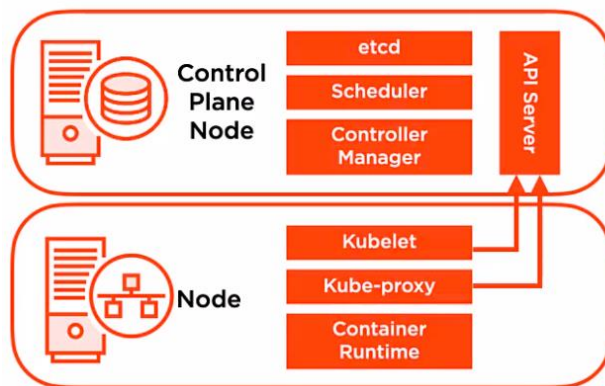 Control
Plane
Node
etcd
Scheduler
Controller
Manager
API Server
Node
Kubelet
Kube-proxy
Container
Runtime